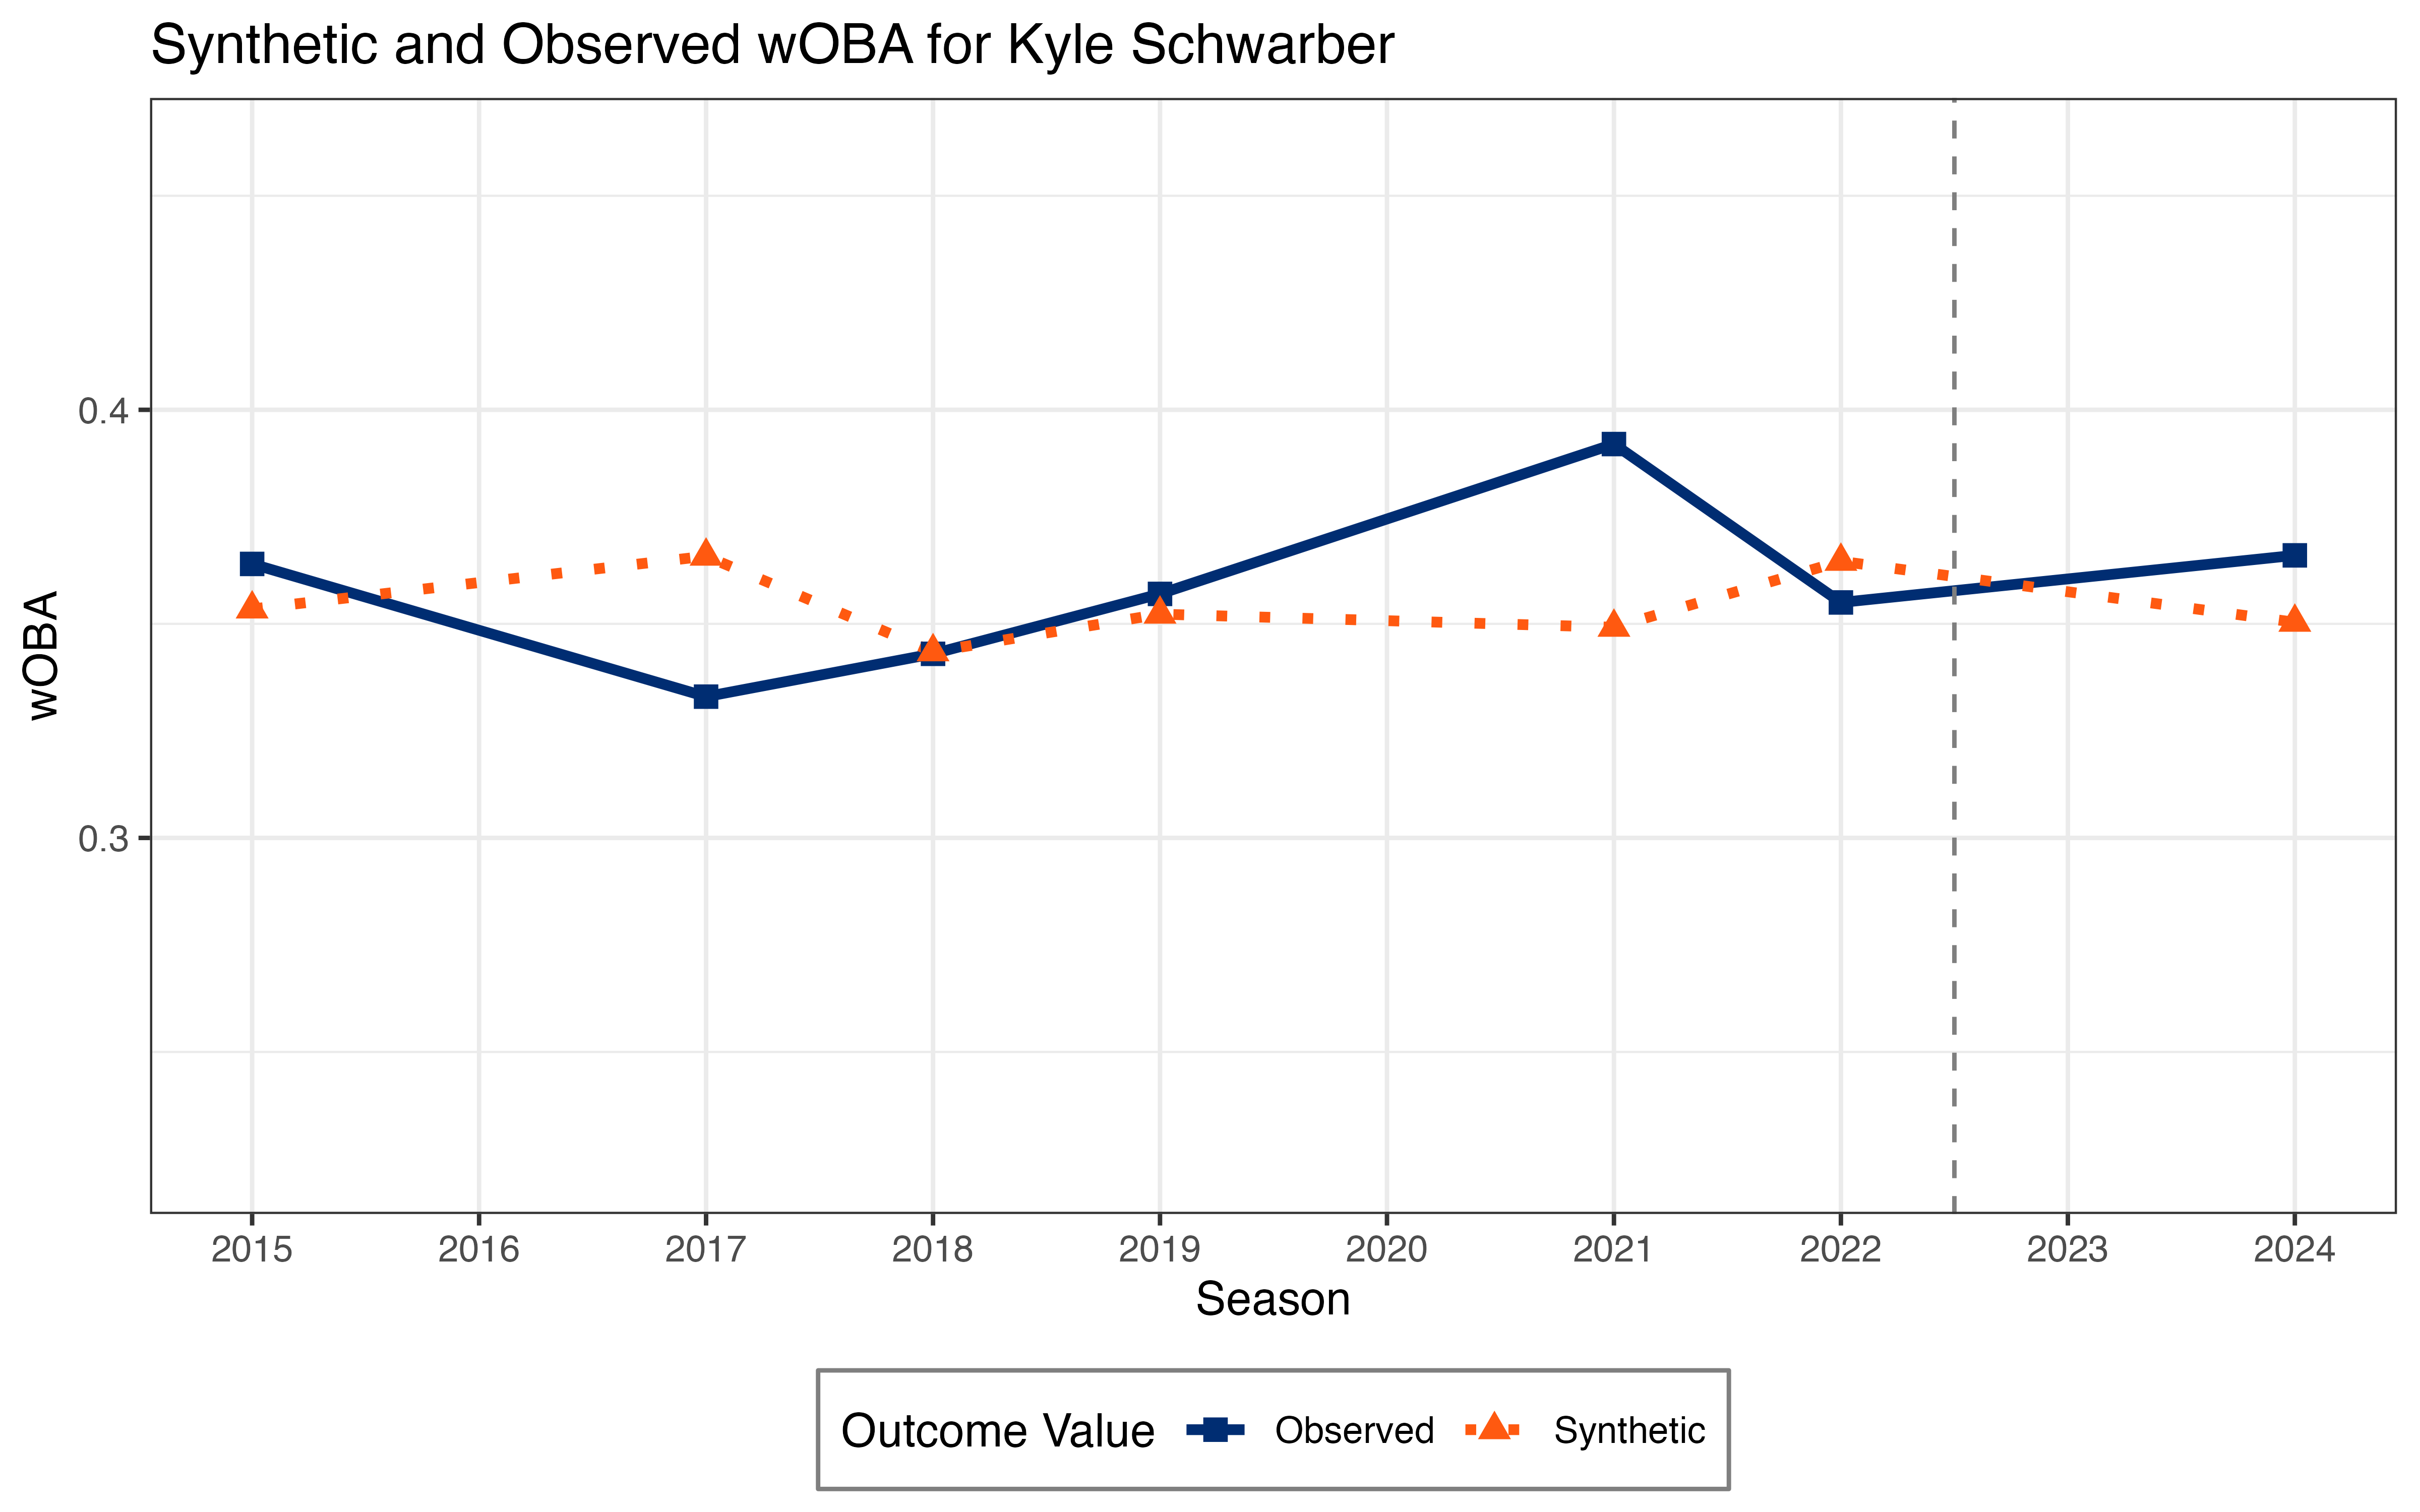 Synthetic and Observed wOBA for Kyle Schwarber
wOBA
0.4
0.3
2015 2016 2017 2018 2019 2020 2021 2022 2023 2024
Season
Outcome Value Observed Synthetic